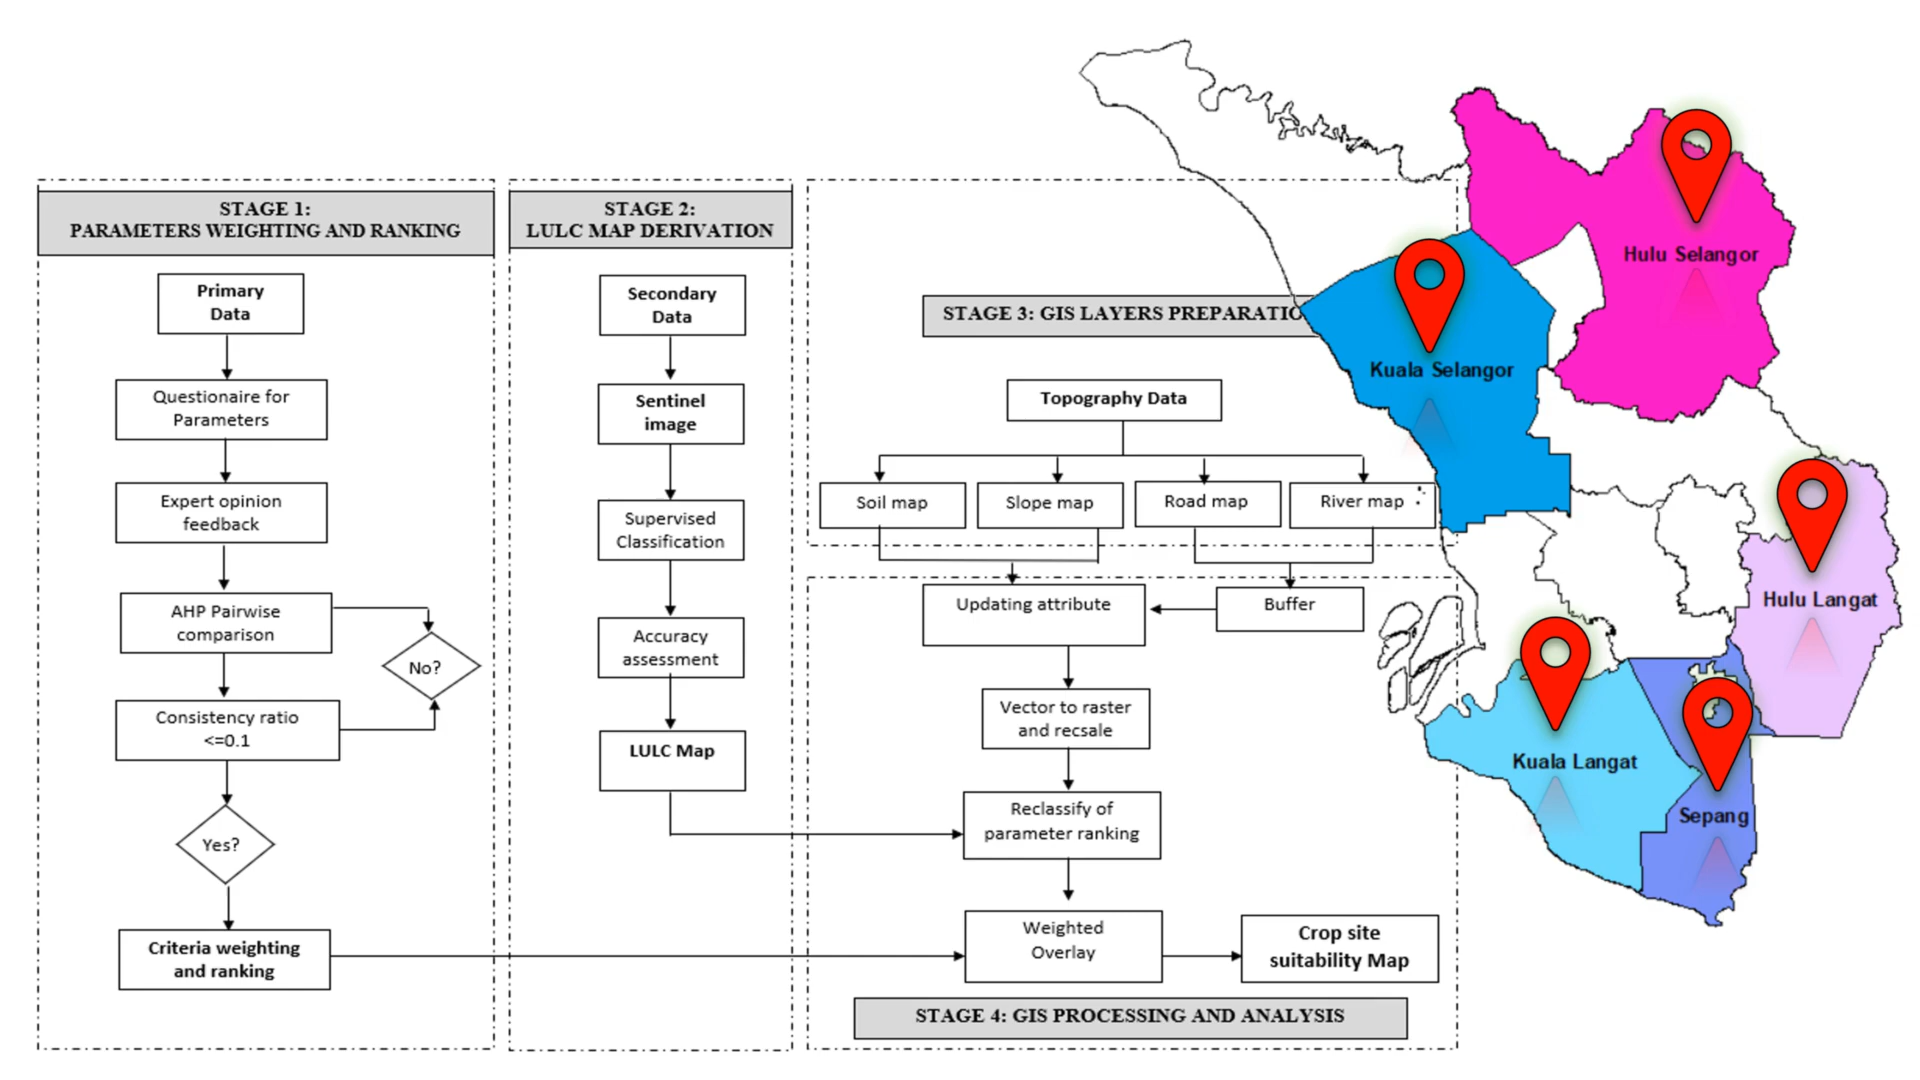 STAGE 1:
PARAMETERS WEIGHTING AND RANKING
Primary
Data
Questionaire for
Parameters
Expert opinion
feedback
AHP Pairwise
comparison
No?
Consistency ratio
<=0.1
Yes?
Criteria weighting
and ranking
STAGE 2:
LULC MAP DERIVATION
Secondary
Data
Sentinel
image
Supervised
Classification
Accuracy
assessment
LULC Map
STAGE 3: GIS LAYERS PREPARATIO
Topography Data
Soil map
Slope map
Road map
River map
Updating attribute
Buffer
Vector to raster
and recsale
Reclassify of
parameter ranking
Weighted
Overlay
Crop site
suitability Map
STAGE 4: GIS PROCESSING AND ANALYSIS
Hulu Selangor
Kuala Selangor
Hulu Langat
Kuala Langat
Sepang